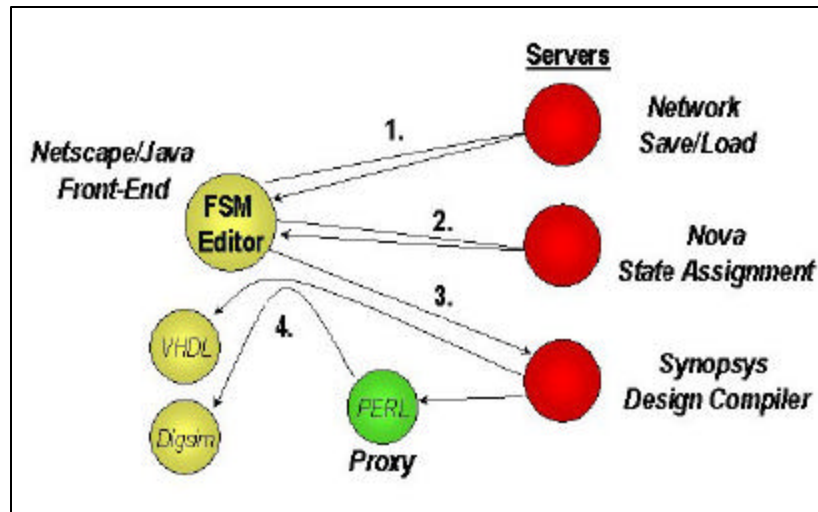 Servers
Network
Save/Load
1.
Netscape/Java
Front-End
FSM
Editor
2.
Nova
State Assignment
3.
VHDL
4.
Synopsys
Design Compiler
PERL
Digsim
Proxy